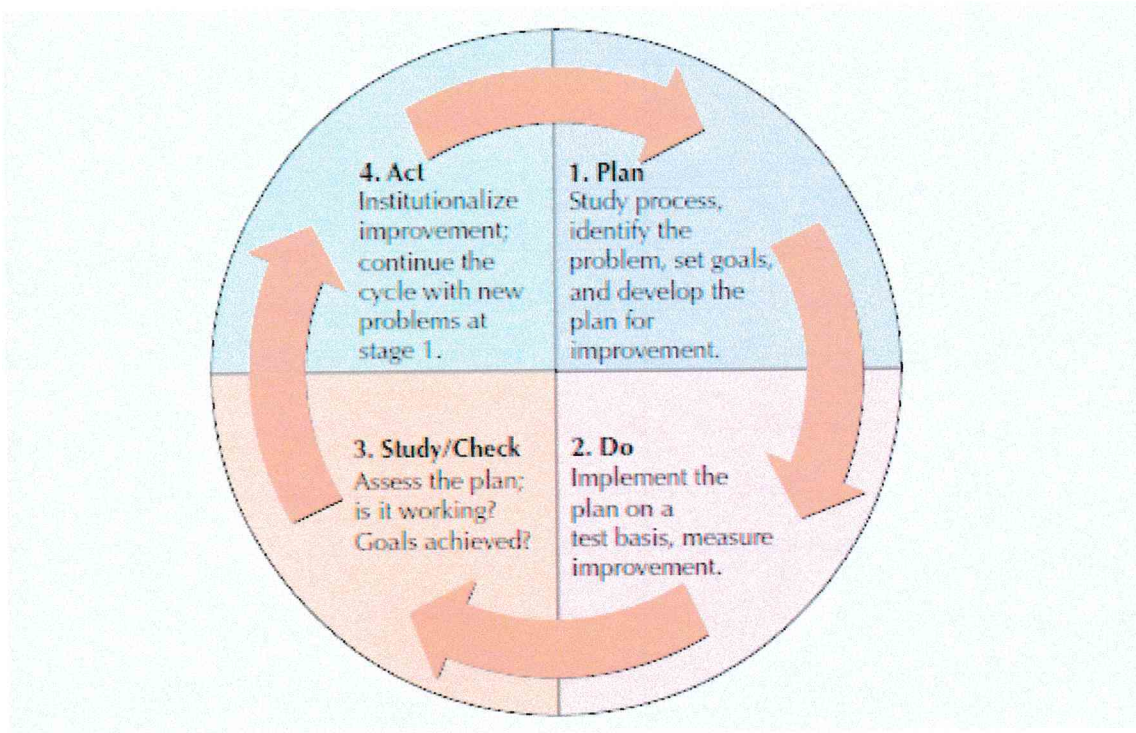 1. Plan
Study process,
identify the
problem, set goals,
and develop the
plan for
improvement.
2. Do
Implement the
plan on a
test basis, measure
improvement.
3. Study/Check
Assess the plan;
is it working?
Goals achieved?
4. Act
Institutionalize
improvement;
continue the
cycle with new
problems at
stage 1.